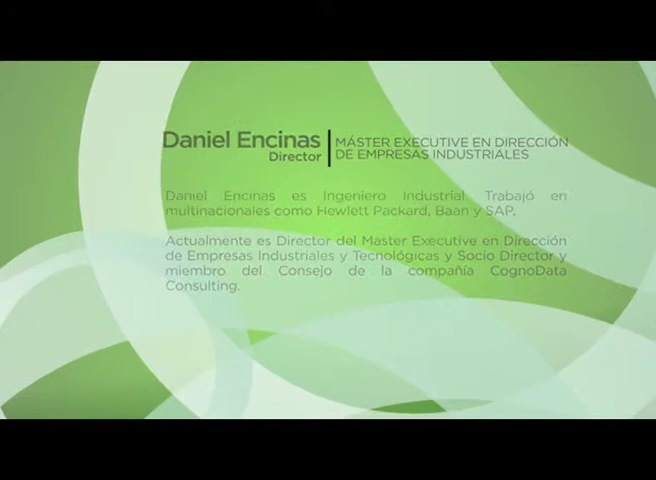 Daniel Encinas
Director
MÁSTER EXECUTIVE EN DIRECCIÓN
DE EMPRESAS INDUSTRIALES
Daniel Encinas es Ingeniero Industrial. Trabajó en
multinacionales como Hewlett Packard, Baan y SAP.
Actualmente es Director del Master Executive en Dirección
de Empresas Industriales y Tecnológicas y Socio Director y
miembro del Consejo de la compañía CognoData
Consulting.